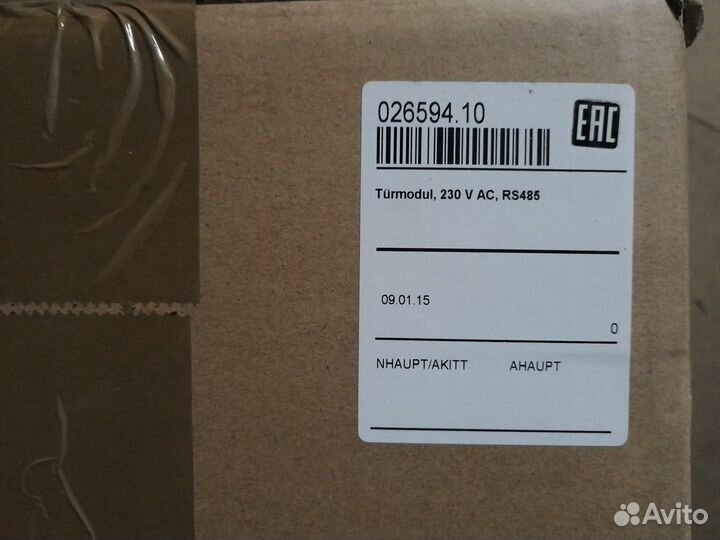 026594.10
EAC
Türmodul, 230 V AC, RS485
09.01.15
0
NHAUPT/AKITT AHAUPT
Avito